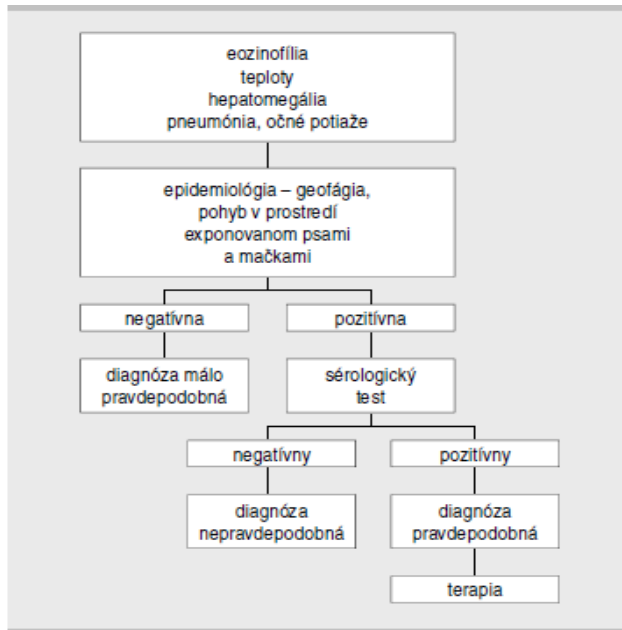 eozinofília
teploty
hepatomegália
pneumónia, očné potiaže
epidemiológia – geofágia,
pohyb v prostredí
exponovanom psami
a mačkami
negatívna
pozitívna
diagnóza málo
pravdepodobná
sérologický
test
negatívny
pozitívny
diagnóza
nepravdepodobná
diagnóza
pravdepodobná
terapia